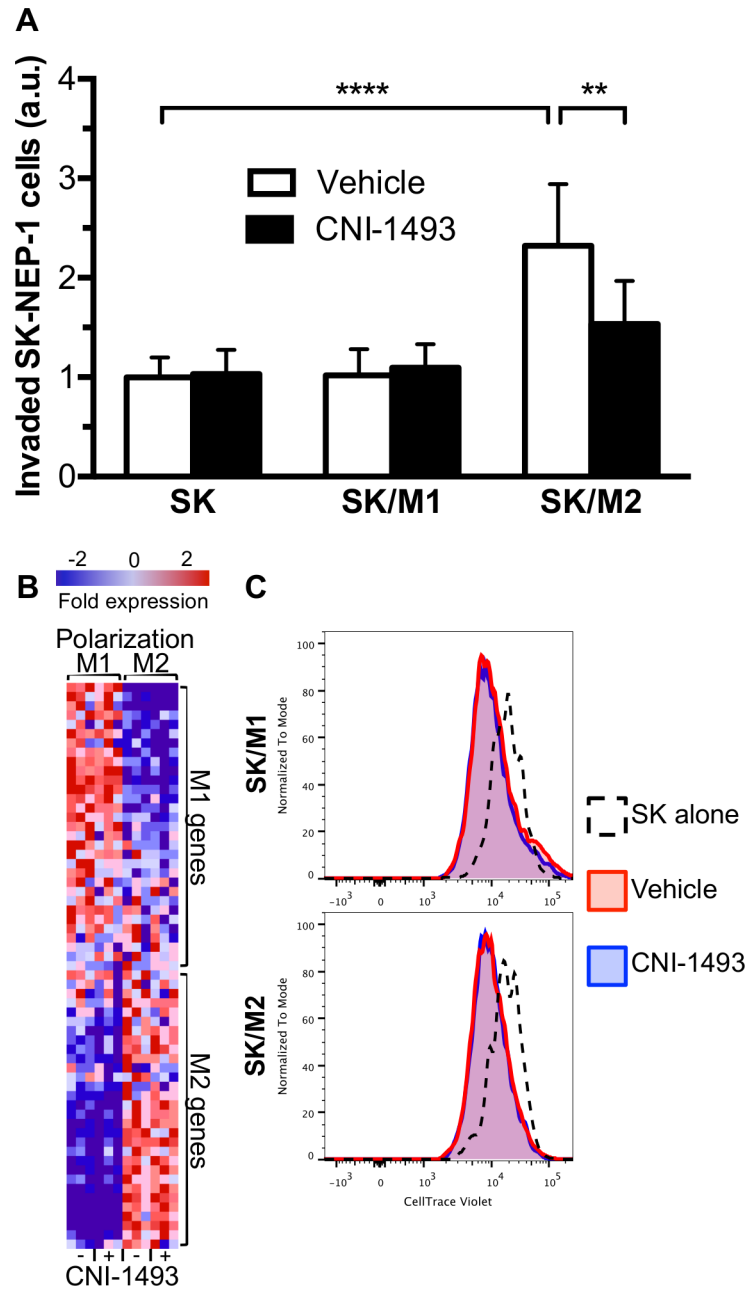 A
Invaded SK-NEP-1 cells (a.u.)
4
3
2
1
0
****
**
Vehicle
CNI-1493
SK
SK/M1
SK/M2
B
-2 0 2
Fold expression
Polarization
M1 M2
M1 genes
M2 genes
- + - +
CNI-1493
C
SK/M1
Normalized To Mode
100
80
60
40
20
0
-10³ 0 10³ 10⁴ 10⁵
SK/M2
Normalized To Mode
100
80
60
40
20
0
-10³ 0 10³ 10⁴ 10⁵
CellTrace Violet
SK alone
Vehicle
CNI-1493